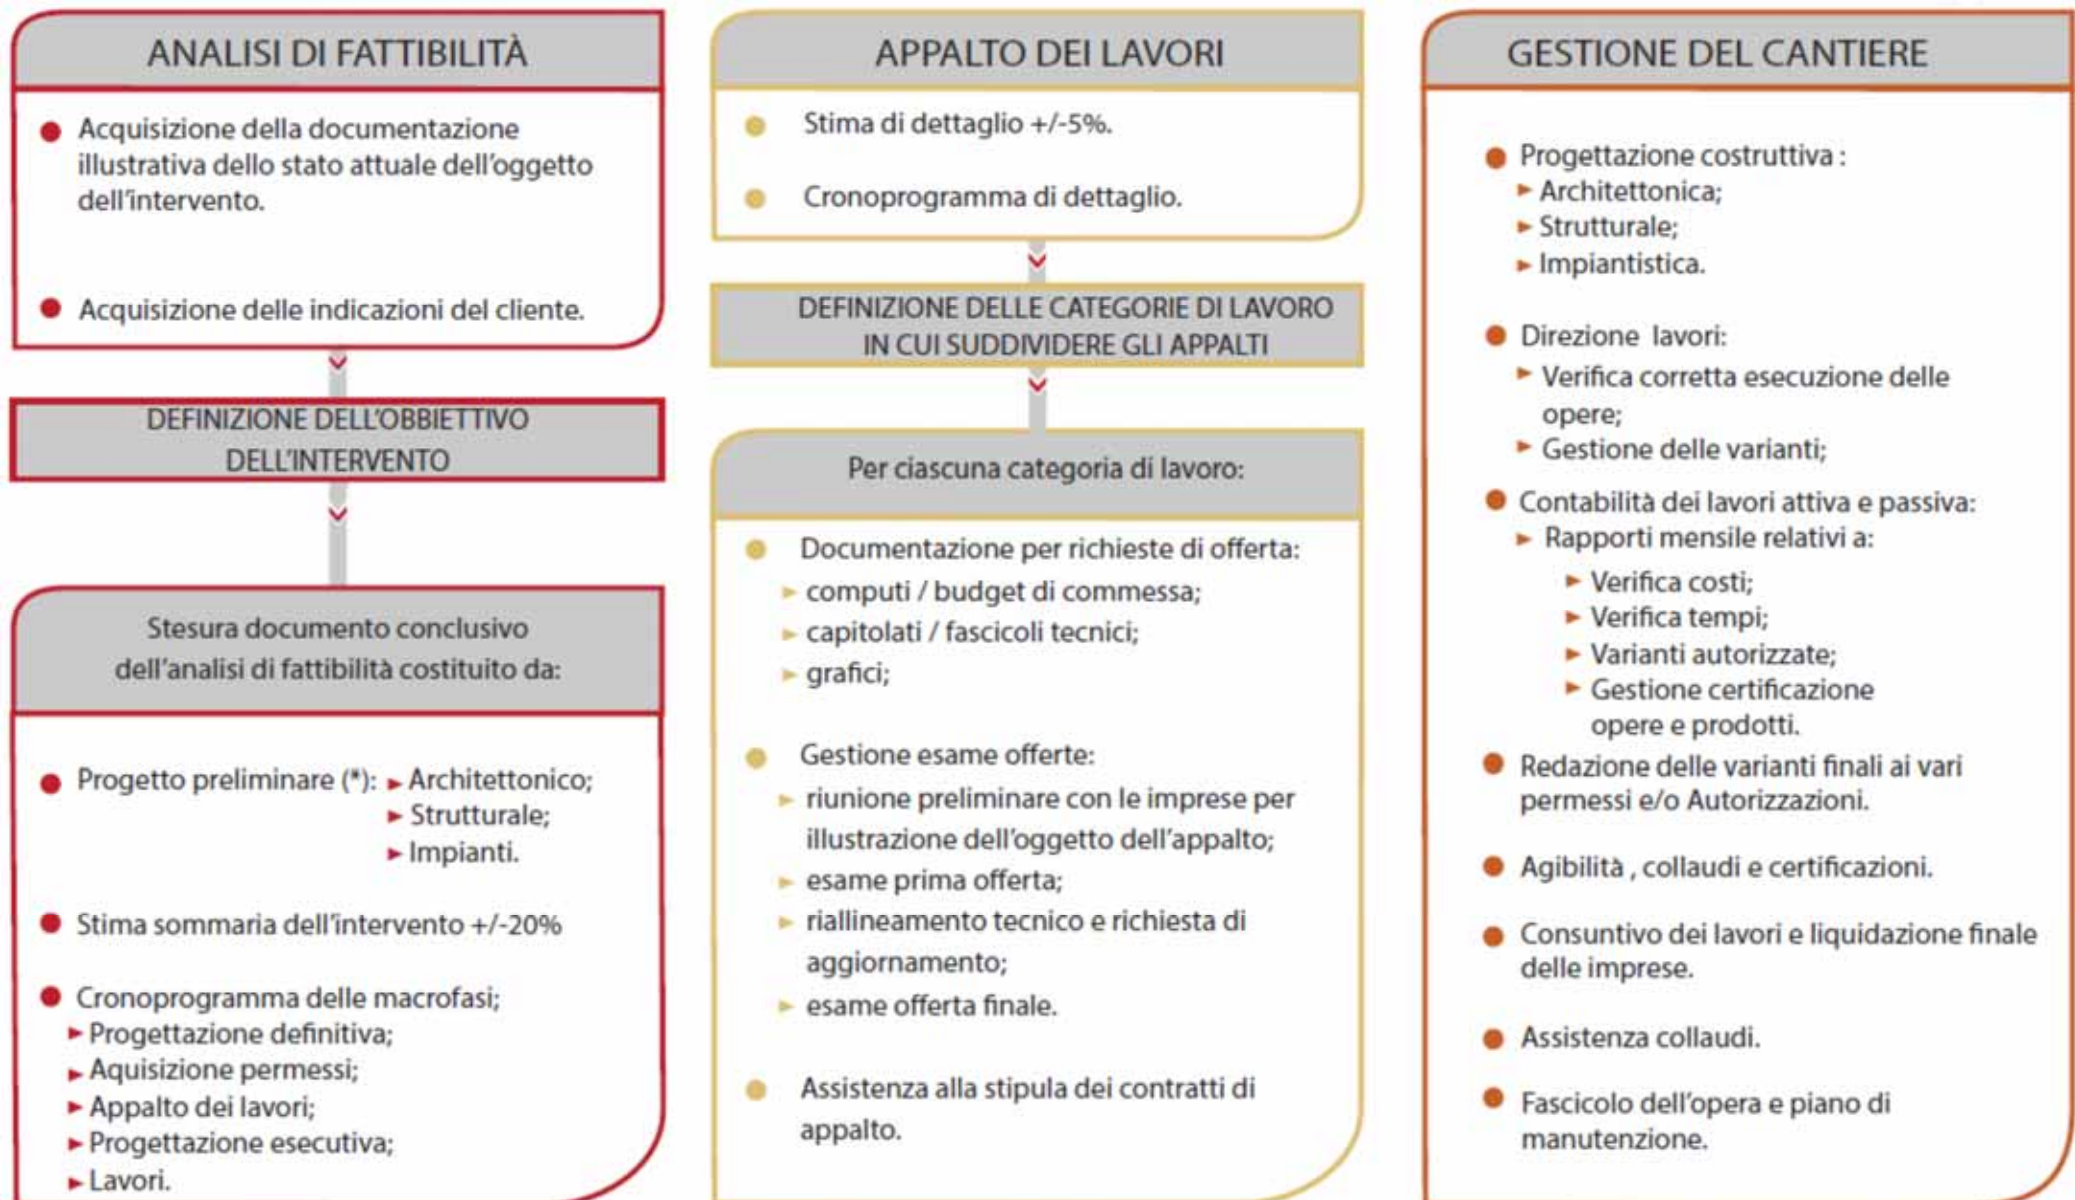 ANALISI DI FATTIBILITÀ
Acquisizione della documentazione
illustrativa dello stato attuale dell'oggetto
dell'intervento.
Acquisizione delle indicazioni del cliente.
DEFINIZIONE DELL'OBBIETTIVO
DELL'INTERVENTO
Stesura documento conclusivo
dell'analisi di fattibilità costituito da:
Progetto preliminare (*): ► Architettonico;
► Strutturale;
► Impianti.
Stima sommaria dell'intervento +/-20%
Cronoprogramma delle macrofasi;
► Progettazione definitiva;
► Aquisizione permessi;
► Appalto dei lavori;
► Progettazione esecutiva;
► Lavori.
APPALTO DEI LAVORI
Stima di dettaglio +/-5%.
Cronoprogramma di dettaglio.
DEFINIZIONE DELLE CATEGORIE DI LAVORO
IN CUI SUDDIVIDERE GLI APPALTI
Per ciascuna categoria di lavoro:
Documentazione per richieste di offerta:
► computi / budget di commessa;
► capitolati / fascicoli tecnici;
► grafici;
Gestione esame offerte:
► riunione preliminare con le imprese per
illustrazione dell'oggetto dell'appalto;
► esame prima offerta;
► riallineamento tecnico e richiesta di
aggiornamento;
► esame offerta finale.
Assistenza alla stipula dei contratti di
appalto.
GESTIONE DEL CANTIERE
Progettazione costruttiva :
► Architettonica;
► Strutturale;
► Impiantistica.
Direzione lavori:
► Verifica corretta esecuzione delle
opere;
► Gestione delle varianti;
Contabilità dei lavori attiva e passiva:
► Rapporti mensile relativi a:
► Verifica costi;
► Verifica tempi;
► Varianti autorizzate;
► Gestione certificazione
opere e prodotti.
Redazione delle varianti finali ai vari
permessi e/o Autorizzazioni.
Agibilità , collaudi e certificazioni.
Consuntivo dei lavori e liquidazione finale
delle imprese.
Assistenza collaudi.
Fascicolo dell'opera e piano di
manutenzione.